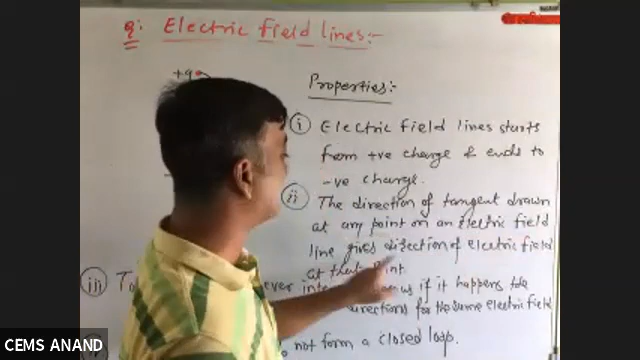 9. Electric field lines:-
+q
Properties:-
i Electric field lines starts
from +ve charge & ends to
-ve charge.
ii The direction of tangent drawn
at any point on an electric field
line gives direction of electric field
at that point
iii ever us if it happens
directions for the same electric field
not form a closed loop.
CEMS ANAND